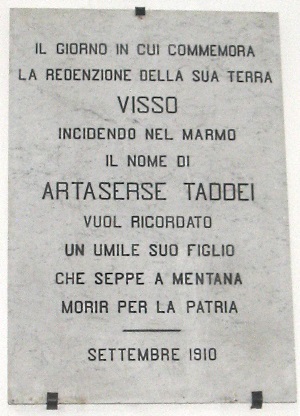 IL GIORNO IN CUI COMMEMORA
LA REDENZIONE DELLA SUA TERRA
VISSO
INCIDENDO NEL MARMO
IL NOME DI
ARTASERSE TADDEI
VUOL RICORDATO
UN UMILE SUO FIGLIO
CHE SEPPE A MENTANA
MORIR PER LA PATRIA
SETTEMBRE 1910